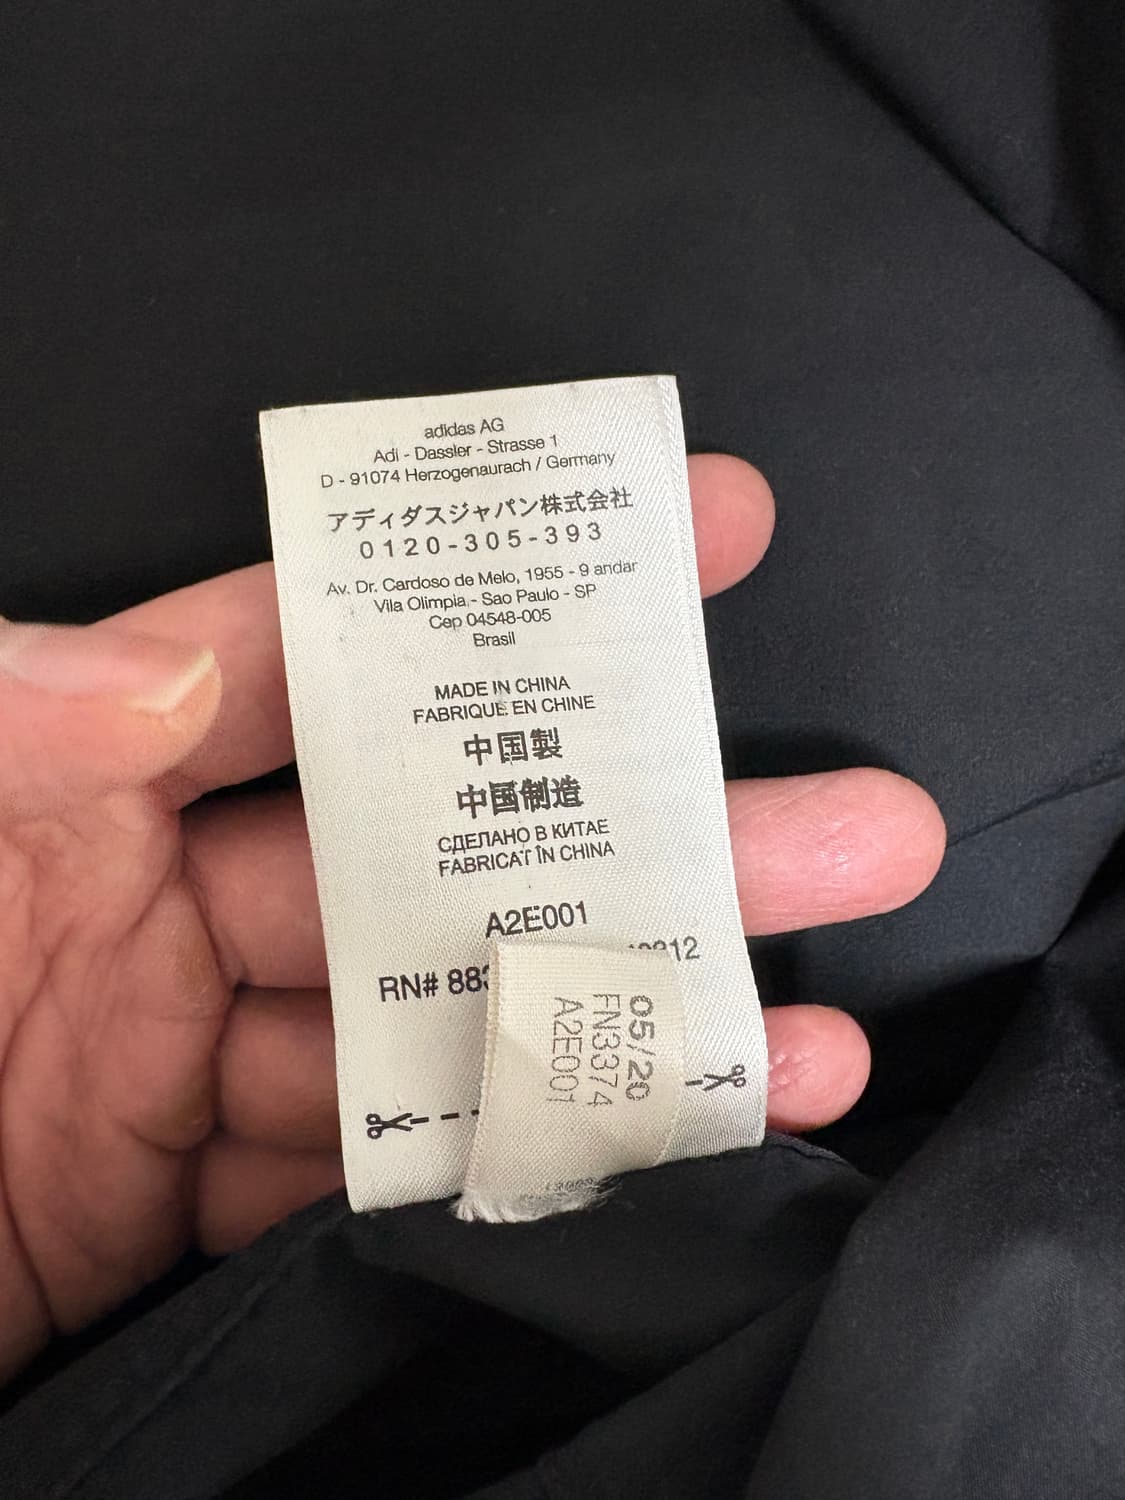 adidas AG
Adi - Dassler - Strasse 1
D - 91074 Herzogenaurach / Germany
アディダスジャパン株式会社
0120-305-393
Av. Dr. Cardoso de Melo, 1955 - 9 andar
Vila Olimpia - Sao Paulo - SP
Cep 04548-005
Brasil
MADE IN CHINA
FABRIQUE EN CHINE
中国製
中国制造
СДЕЛАНО В КИТАЕ
FABRICAT ÎN CHINA
A2E001
RN#
05/20
FN3374
A2E001